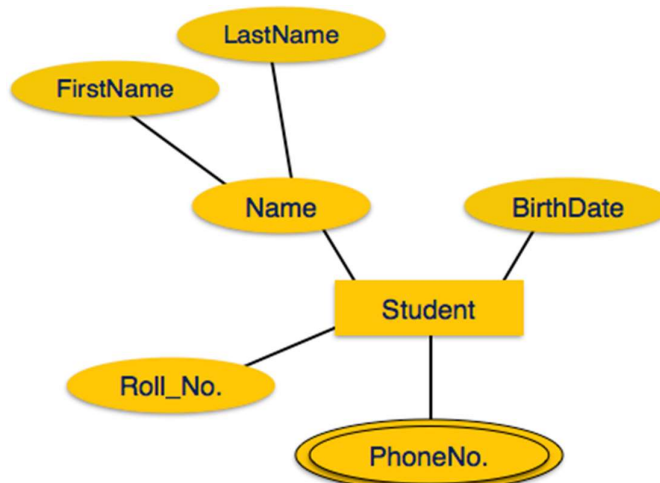 LastName
FirstName
Name
BirthDate
Student
Roll_No.
PhoneNo.